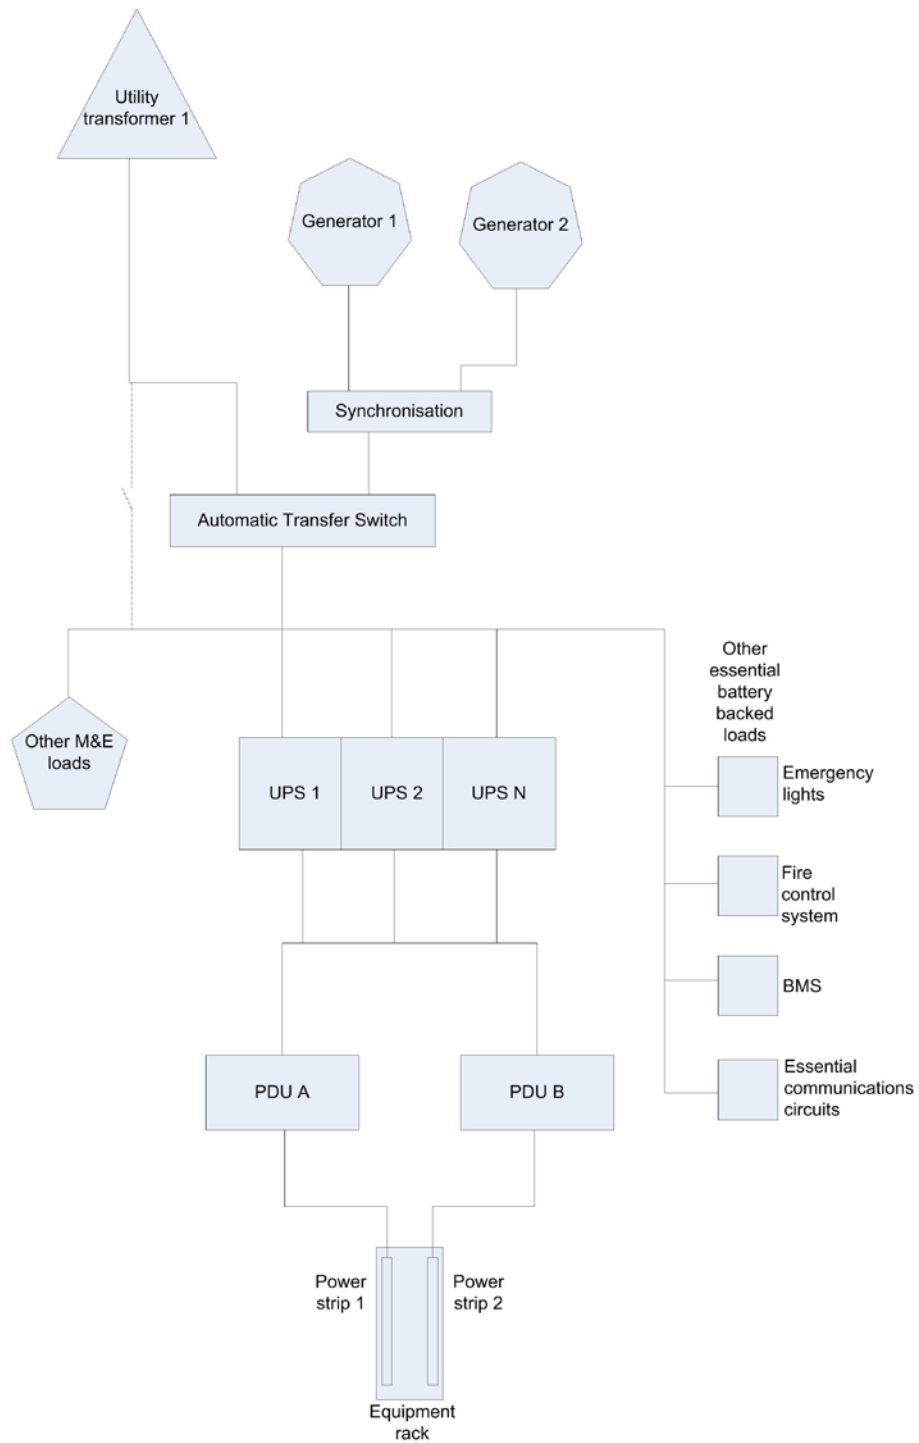 Utility
transformer 1
Generator 1
Generator 2
Synchronisation
Automatic Transfer Switch
Other
essential
battery
backed
loads
Other M&E
loads
UPS 1
UPS 2
UPS N
Emergency
lights
Fire
control
system
BMS
Essential
communications
circuits
PDU A
PDU B
Power
strip 1
Power
strip 2
Equipment
rack